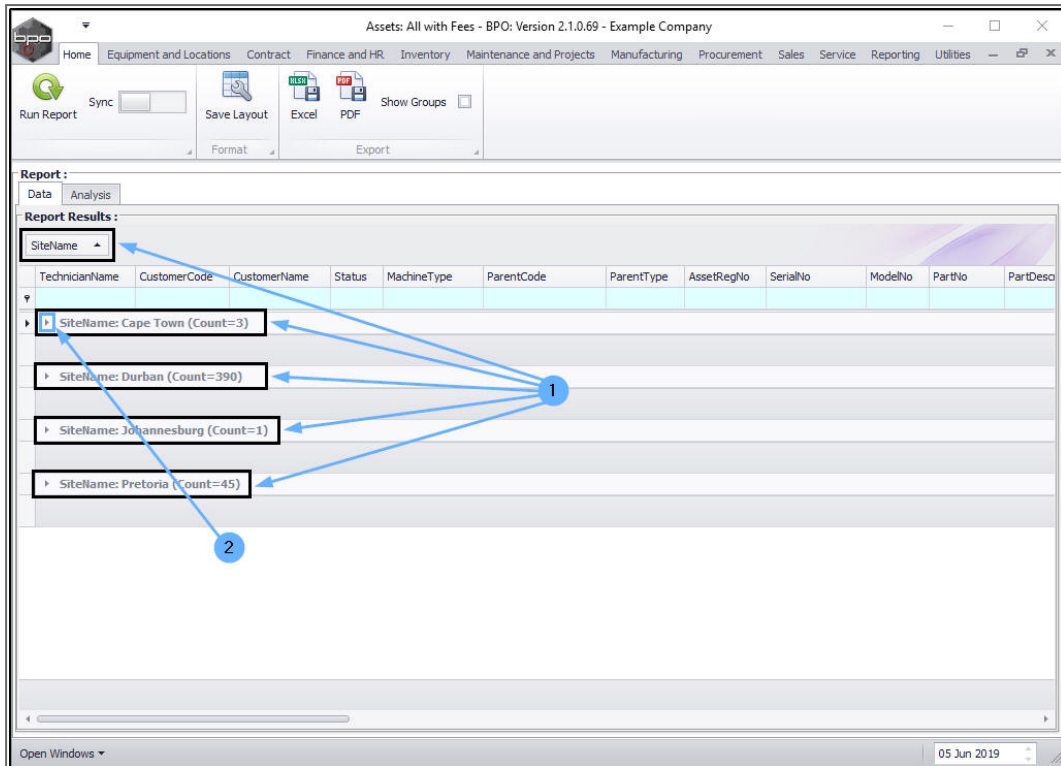 Assets: All with Fees - BPO: Version 2.1.0.69 - Example Company
bpo
Home Equipment and Locations Contract Finance and HR Inventory Maintenance and Projects Manufacturing Procurement Sales Service Reporting Utilities
XLSX PDF
Sync Show Groups
Run Report Save Layout Excel PDF
Format Export
Report :
Data Analysis
Report Results :
SiteName
TechnicianName CustomerCode CustomerName Status MachineType ParentCode ParentType AssetRegNo SerialNo ModelNo PartNo PartDescr
SiteName: Cape Town (Count=3)
SiteName: Durban (Count=390)
1
SiteName: Johannesburg (Count=1)
SiteName: Pretoria (Count=45)
2
Open Windows 05 Jun 2019